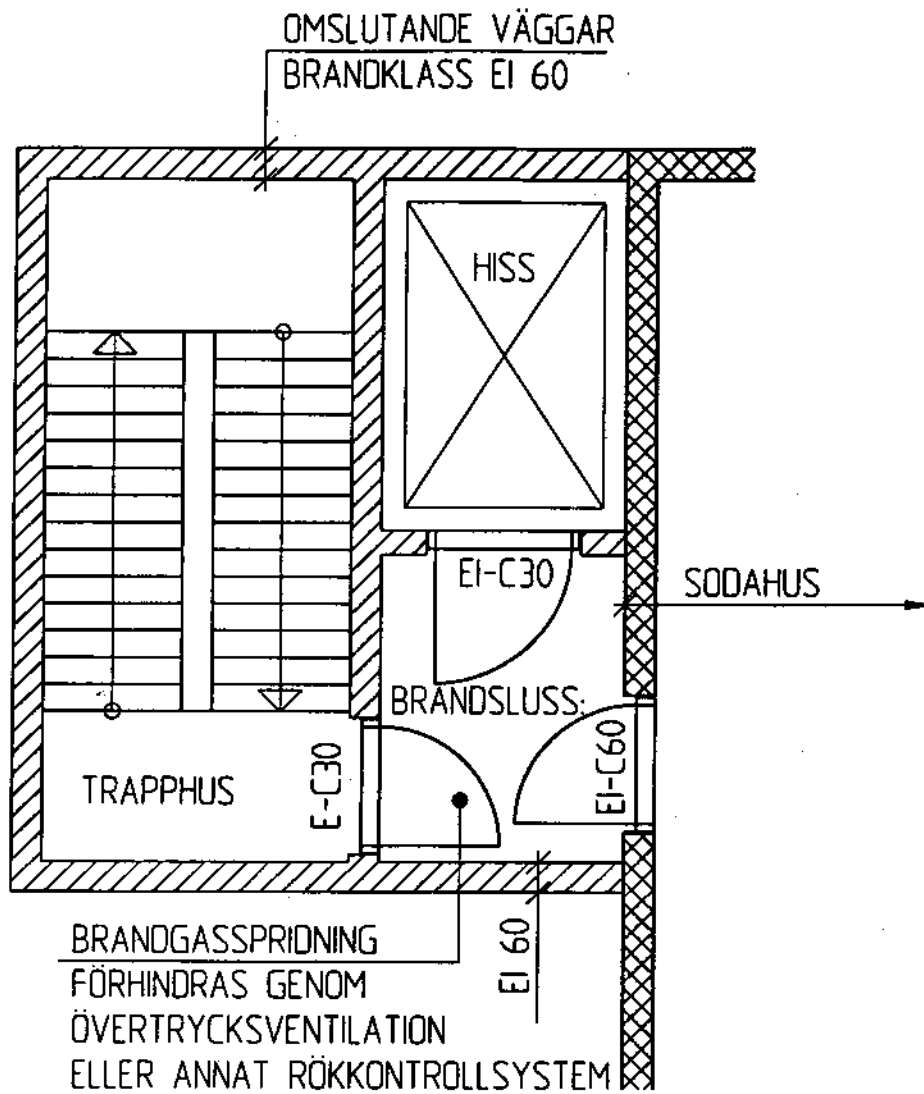 OMSLUTANDE VÄGGAR
BRANDKLASS EI 60
HISS
EI-C30
SODAHUS
BRANDSLUSS:
TRAPPHUS
E-C30
EI-C60
BRANDGASSPRIDNING
FÖRHINDRAS GENOM
ÖVERTRYCKSVENTILATION
ELLER ANNAT RÖKKONTROLLSYSTEM
EI 60